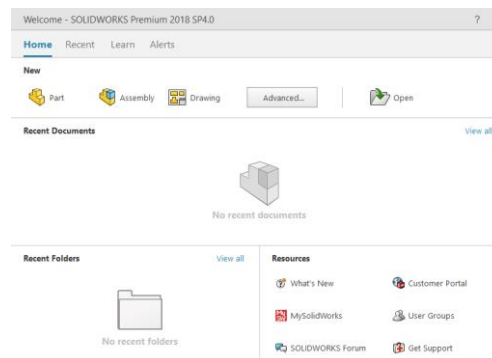 Welcome - SOLIDWORKS Premium 2018 SP4.0 ?
Home Recent Learn Alerts
New
Part Assembly Drawing Advanced... Open
Recent Documents View all
No recent documents
Recent Folders View all
No recent folders
Resources
What's New Customer Portal
MySolidWorks User Groups
SOLIDWORKS Forum Get Support